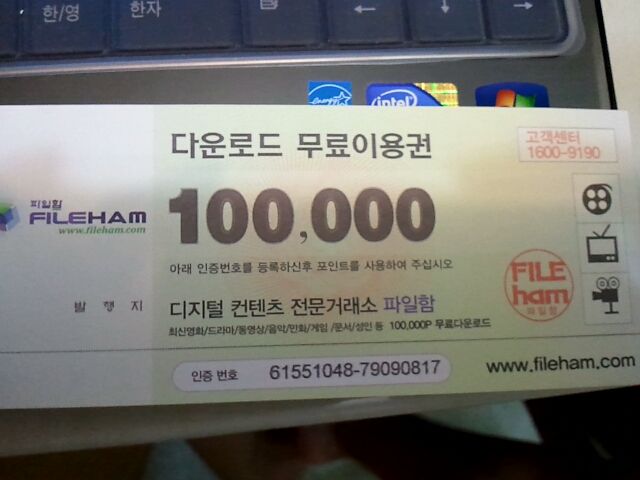 한/영
한자
ENERGY STAR
intel
다운로드 무료이용권
고객센터
1600-9190
파일함
FILEHAM
www.fileham.com
100,000
아래 인증번호를 등록하신후 포인트를 사용하여 주십시오
FILE
ham
파일함
발 행 지
디지털 컨텐츠 전문거래소 파일함
최신영화/드라마/동영상/음악/만화/게임 /문서/성인 등 100,000P 무료다운로드
인증 번호 61551048-79090817
www.fileham.com